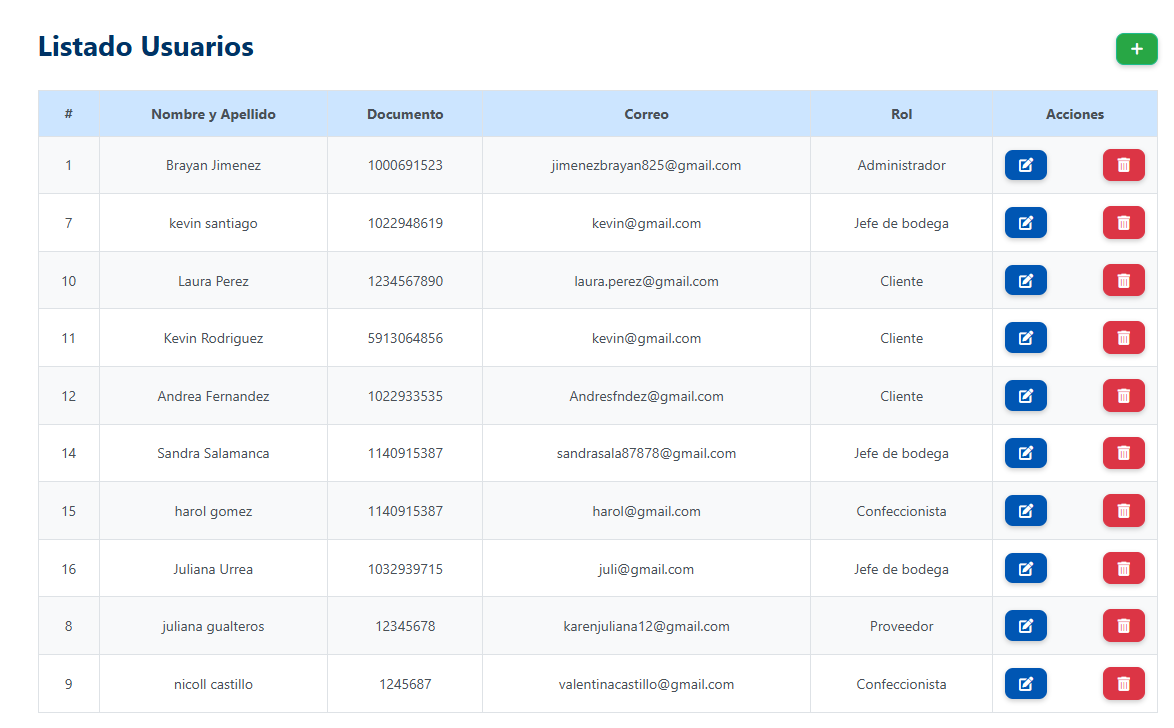 Listado Usuarios
+
# Nombre y Apellido Documento Correo Rol Acciones
1 Brayan Jimenez 1000691523 jimenezbrayan825@gmail.com Administrador
7 kevin santiago 1022948619 kevin@gmail.com Jefe de bodega
10 Laura Perez 1234567890 laura.perez@gmail.com Cliente
11 Kevin Rodriguez 5913064856 kevin@gmail.com Cliente
12 Andrea Fernandez 1022933535 Andresfndez@gmail.com Cliente
14 Sandra Salamanca 1140915387 sandrasala87878@gmail.com Jefe de bodega
15 harol gomez 1140915387 harol@gmail.com Confeccionista
16 Juliana Urrea 1032939715 juli@gmail.com Jefe de bodega
8 juliana gualteros 12345678 karenjuliana12@gmail.com Proveedor
9 nicoll castillo 1245687 valentinacastillo@gmail.com Confeccionista